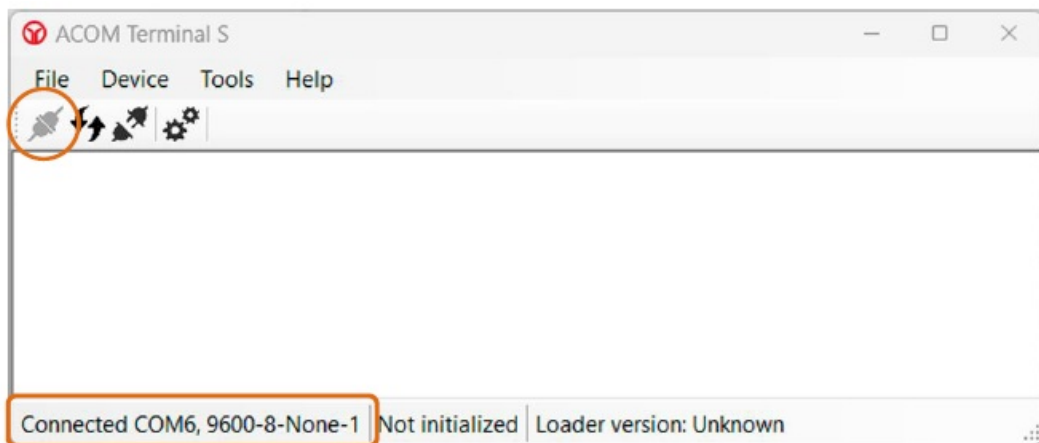 ACOM Terminal S
File Device Tools Help
Connected COM6, 9600-8-None-1 Not initialized Loader version: Unknown